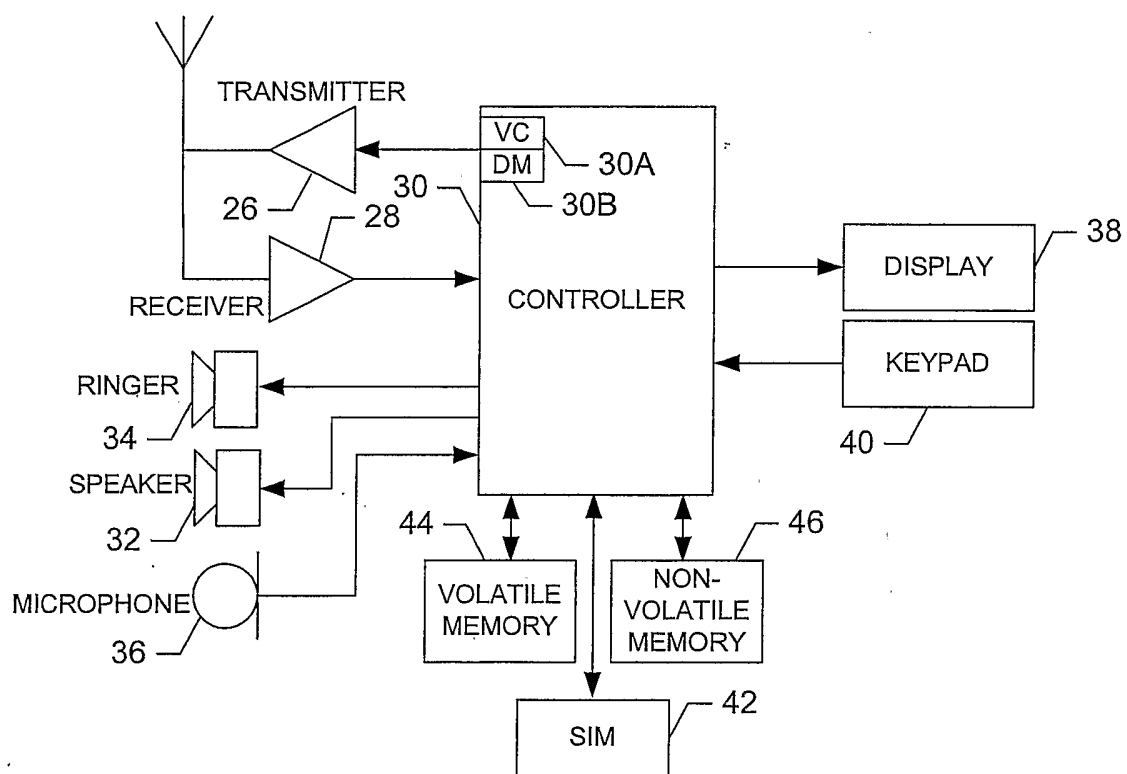 TRANSMITTER
VC
30A
DM
30B
26
30
28
38
DISPLAY
RECEIVER
CONTROLLER
KEYPAD
RINGER
34
40
SPEAKER
32
44
46
MICROPHONE
36
VOLATILE
MEMORY
NON-
VOLATILE
MEMORY
42
SIM